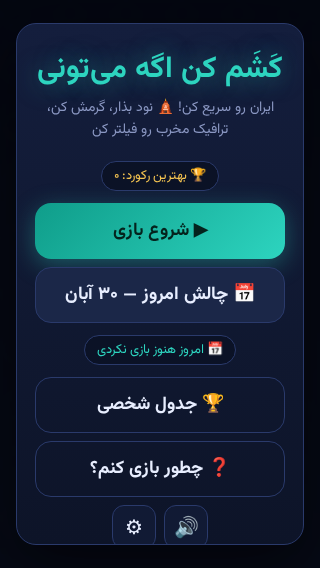 کَشَم کن اگه می‌تونی
ایران رو سریع کن! 🗼 نود بذار، گرمش کن،
ترافیک مخرب رو فیلتر کن
🏆 بهترین رکورد: ۰
▶ شروع بازی
📅 چالش امروز — ۳۰ آبان
📅 امروز هنوز بازی نکردی
🏆 جدول شخصی
❓ چطور بازی کنم؟